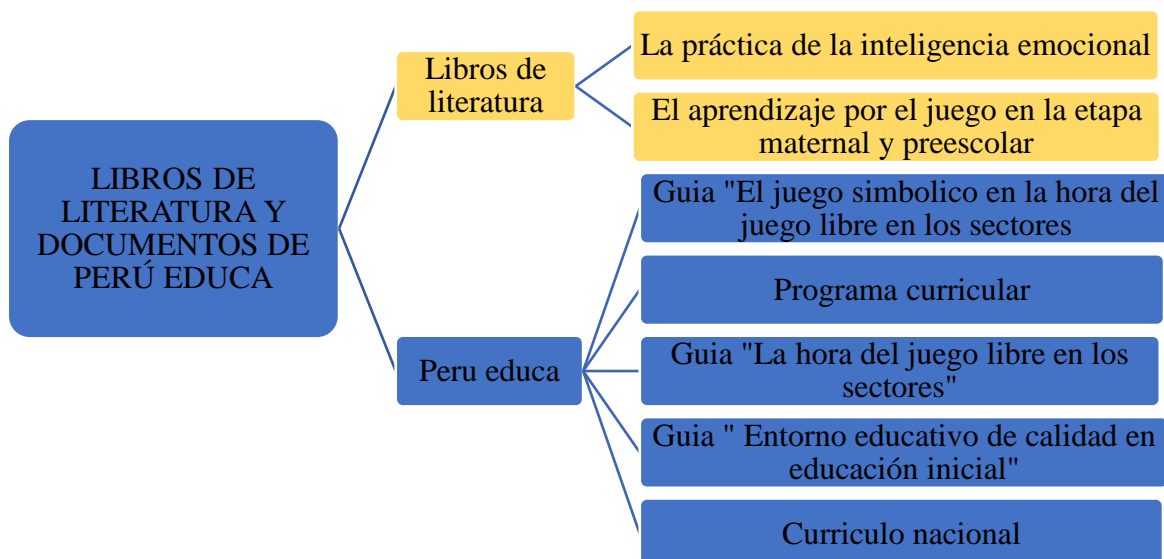 LIBROS DE
LITERATURA Y
DOCUMENTOS DE
PERÚ EDUCA
Libros de
literatura
La práctica de la inteligencia emocional
El aprendizaje por el juego en la etapa
maternal y preescolar
Peru educa
Guia "El juego simbolico en la hora del
juego libre en los sectores
Programa curricular
Guia "La hora del juego libre en los
sectores"
Guia " Entorno educativo de calidad en
educación inicial"
Curriculo nacional